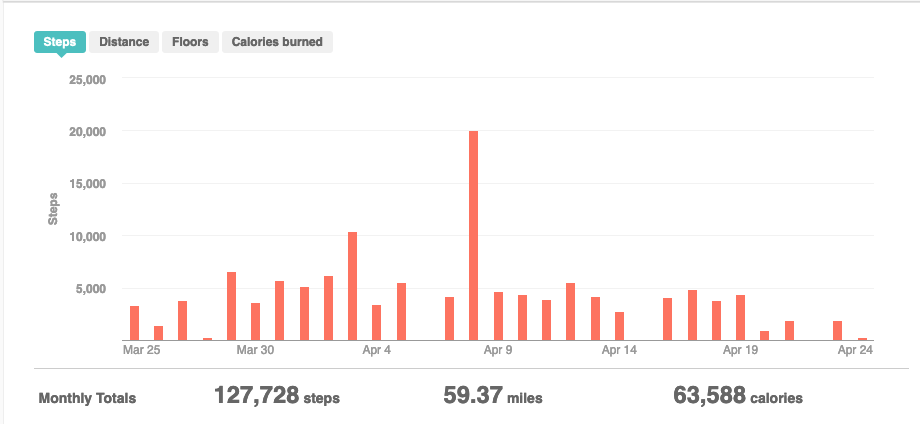 Steps Distance Floors Calories burned
25,000
20,000
15,000
10,000
5,000
Steps
Mar 25 Mar 30 Apr 4 Apr 9 Apr 14 Apr 19 Apr 24
Monthly Totals 127,728 steps 59.37 miles 63,588 calories